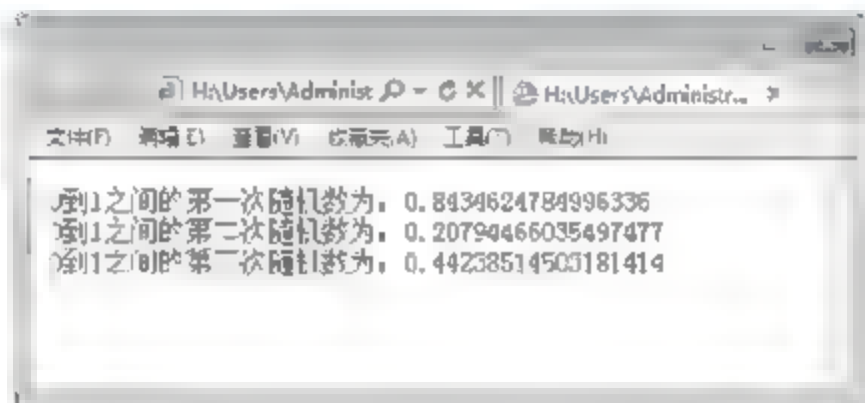 H:\Users\Administ
H:\Users\Administr...
文件(F) 编辑(E) 查看(V) 收藏夹(A) 工具(T) 帮助(H)
0到1之间的第一次随机数为：0.8434624784996336
0到1之间的第二次随机数为：0.20794466035497477
0到1之间的第三次随机数为：0.44238514503181414